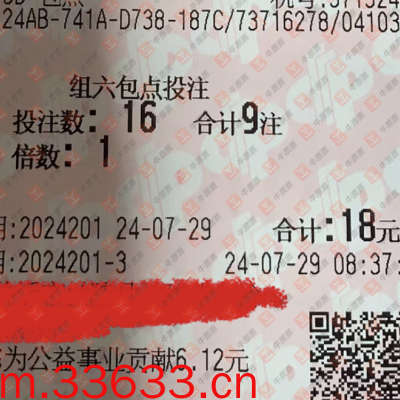 24AB-741A-D738-187C/73716278/04103
组六包点投注
投注数: 16 合计9注
倍数: 1
期:2024201 24-07-29 合计:18元
期:2024201-3 24-07-29 08:37:
为公益事业贡献6.12元
m.33633.cn